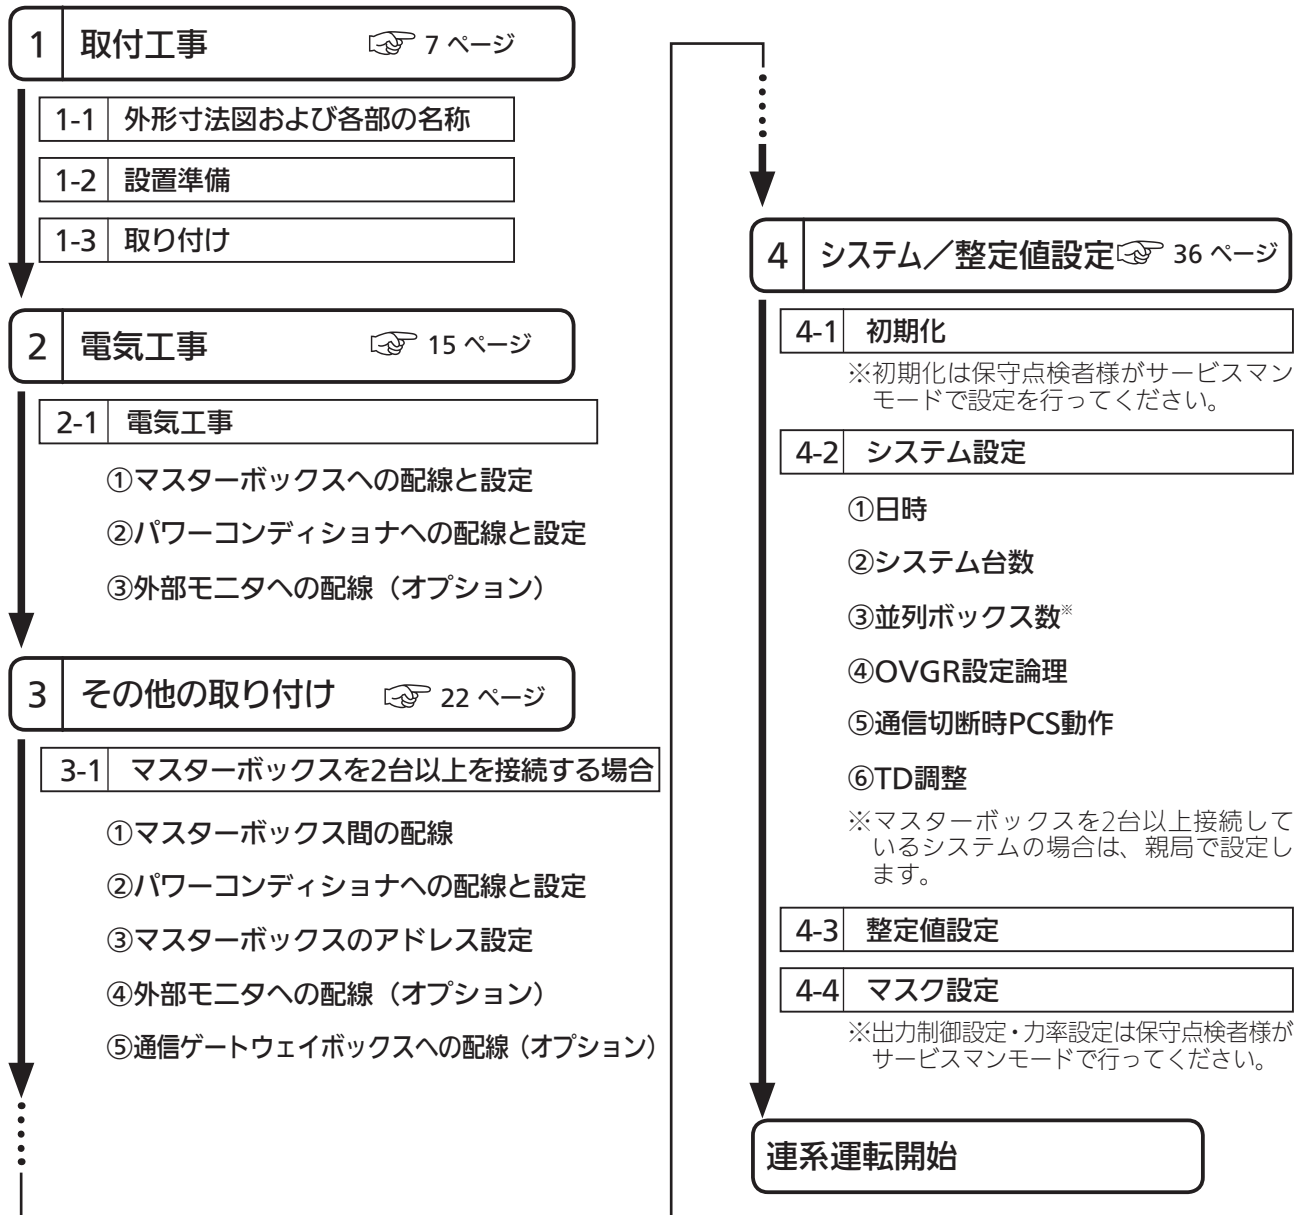 1 取付工事 ☞ 7 ページ
1-1 外形寸法図および各部の名称
1-2 設置準備
1-3 取り付け
2 電気工事 ☞ 15 ページ
2-1 電気工事
①マスターボックスへの配線と設定
②パワーコンディショナへの配線と設定
③外部モニタへの配線（オプション）
3 その他の取り付け ☞ 22 ページ
3-1 マスターボックスを2台以上を接続する場合
①マスターボックス間の配線
②パワーコンディショナへの配線と設定
③マスターボックスのアドレス設定
④外部モニタへの配線（オプション）
⑤通信ゲートウェイボックスへの配線（オプション）
4 システム／整定値設定☞ 36 ページ
4-1 初期化
※初期化は保守点検者様がサービスマン
モードで設定を行ってください。
4-2 システム設定
①日時
②システム台数
③並列ボックス数※
④OVGR設定論理
⑤通信切断時PCS動作
⑥TD調整
※マスターボックスを2台以上接続して
いるシステムの場合は、親局で設定し
ます。
4-3 整定値設定
4-4 マスク設定
※出力制御設定・力率設定は保守点検者様が
サービスマンモードで行ってください。
連系運転開始